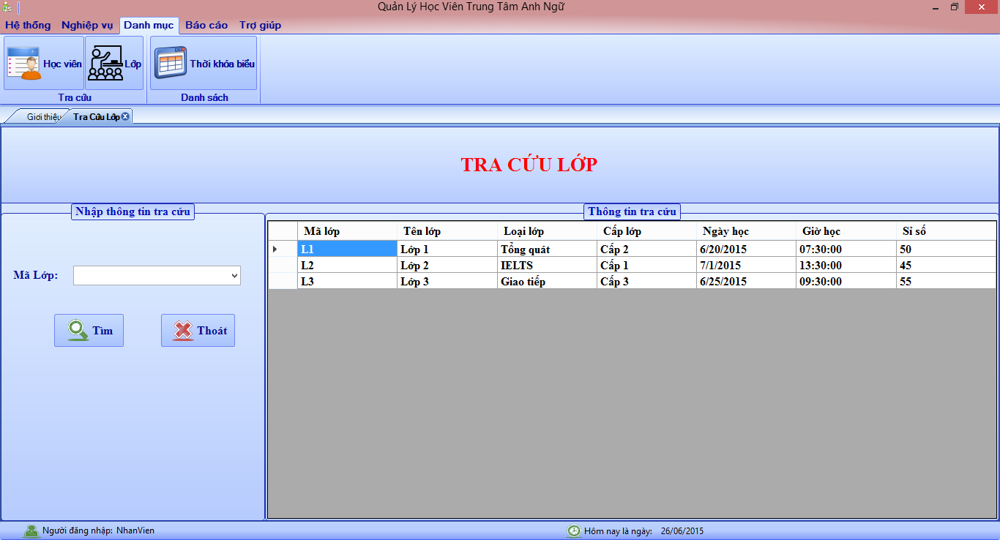 Quản Lý Học Viên Trung Tâm Anh Ngữ
Hệ thống Nghiệp vụ Danh mục Báo cáo Trợ giúp
Học viên Lớp Thời khóa biểu
Tra cứu Danh sách
Giới thiệu Tra Cứu Lớp
TRA CỨU LỚP
Nhập thông tin tra cứu
Mã Lớp:
Tìm Thoát
Thông tin tra cứu
Mã lớp Tên lớp Loại lớp Cấp lớp Ngày học Giờ học Sỉ số
L1 Lớp 1 Tổng quát Cấp 2 6/20/2015 07:30:00 50
L2 Lớp 2 IELTS Cấp 1 7/1/2015 13:30:00 45
L3 Lớp 3 Giao tiếp Cấp 3 6/25/2015 09:30:00 55
Người đăng nhập: NhanVien Hôm nay là ngày: 26/06/2015